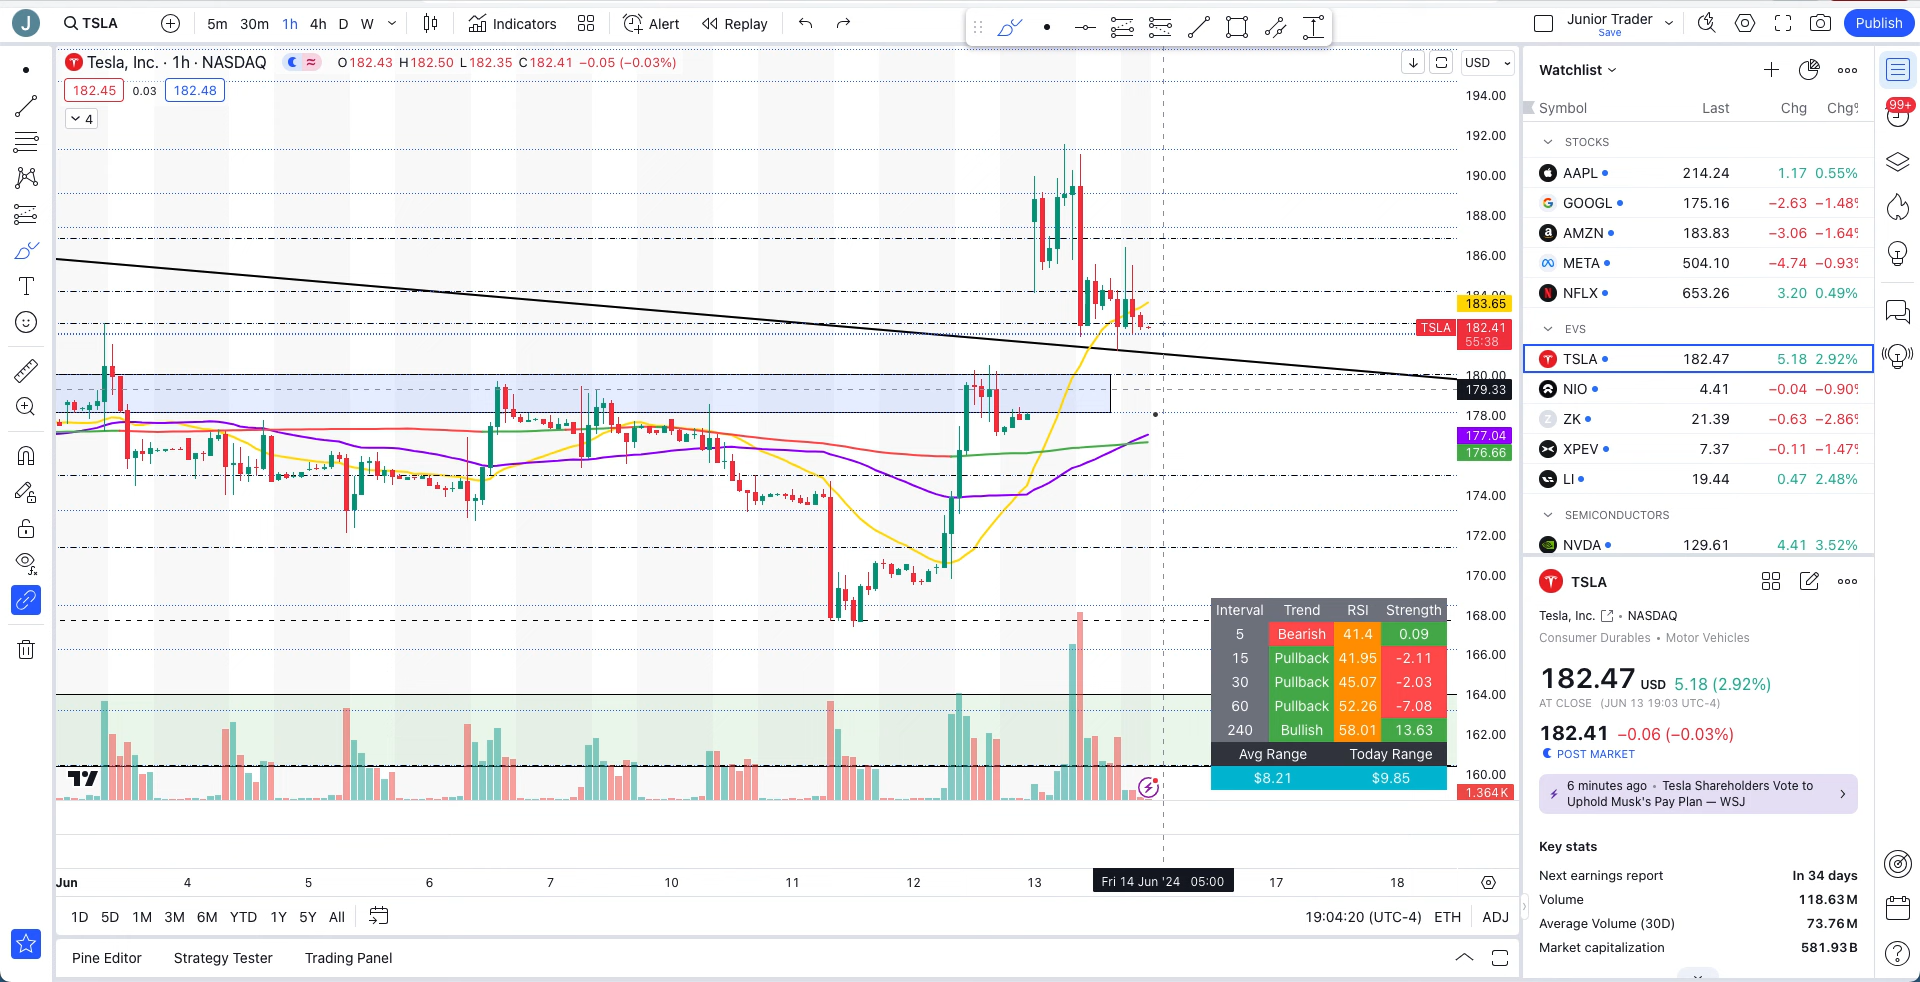 J
TSLA
5m 30m 1h 4h D W
Indicators
Alert
Replay
Junior Trader
Save
Publish
Tesla, Inc. · 1h · NASDAQ
O182.43 H182.50 L182.35 C182.41 −0.05 (−0.03%)
USD
182.45 0.03 182.48
4
194.00
192.00
190.00
188.00
186.00
183.65
TSLA 182.41
55:38
180.00
179.33
178.00
177.04
176.66
174.00
172.00
170.00
168.00
166.00
164.00
162.00
160.00
1.364K
Interval Trend RSI Strength
5 Bearish 41.4 0.09
15 Pullback 41.95 -2.11
30 Pullback 45.07 -2.03
60 Pullback 52.26 -7.08
240 Bullish 58.01 13.63
Avg Range Today Range
$8.21 $9.85
Jun 4 5 6 7 10 11 12 13 Fri 14 Jun '24 05:00 17 18
1D 5D 1M 3M 6M YTD 1Y 5Y All
19:04:20 (UTC-4) ETH ADJ
Pine Editor Strategy Tester Trading Panel
Watchlist
Symbol Last Chg Chg%
STOCKS
AAPL 214.24 1.17 0.55%
GOOGL 175.16 −2.63 −1.48%
AMZN 183.83 −3.06 −1.64%
META 504.10 −4.74 −0.93%
NFLX 653.26 3.20 0.49%
EVS
TSLA 182.47 5.18 2.92%
NIO 4.41 −0.04 −0.90%
ZK 21.39 −0.63 −2.86%
XPEV 7.37 −0.11 −1.47%
LI 19.44 0.47 2.48%
SEMICONDUCTORS
NVDA 129.61 4.41 3.52%
TSLA
Tesla, Inc. • NASDAQ
Consumer Durables • Motor Vehicles
182.47 USD 5.18 (2.92%)
AT CLOSE (JUN 13 19:03 UTC-4)
182.41 −0.06 (−0.03%)
POST MARKET
6 minutes ago • Tesla Shareholders Vote to
Uphold Musk's Pay Plan — WSJ
Key stats
Next earnings report In 34 days
Volume 118.63M
Average Volume (30D) 73.76M
Market capitalization 581.93B
99+